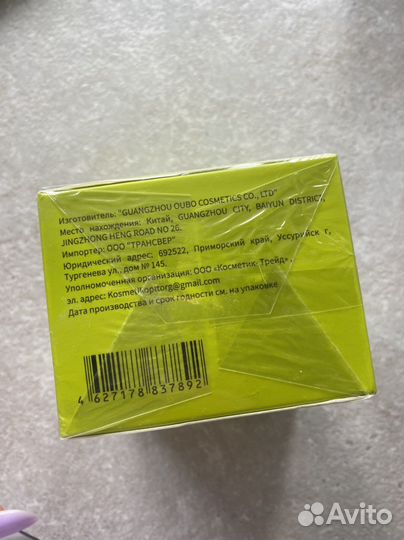 Изготовитель: "GUANGZHOU OUBO COSMETICS CO., LTD"
Место нахождения: Китай, GUANGZHOU CITY, BAIYUN DISTRICT,
JINGZHONG HENG ROAD NO 26.
Импортер: ООО "ТРАНСВЕР"
Юридический адрес: 692522, Приморский край, Уссурийск г,
Тургенева ул., дом № 145.
Уполномоченная организация: ООО «Косметик-Трейд»,
эл. адрес: Kosmetikopttorg@gmail.com
Дата производства и срок годности см. на упаковке
4 627178 837892
Avito